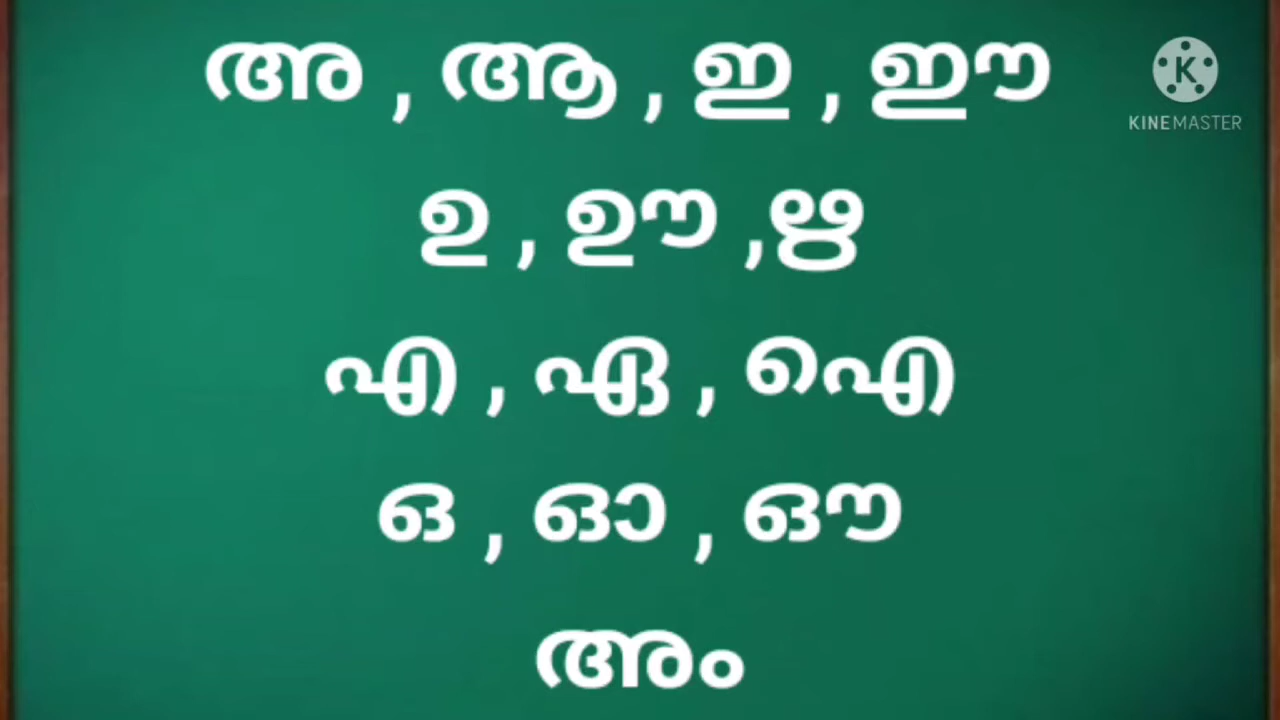 അ , ആ , ഇ , ഈ
K
KINEMASTER
ഉ , ഊ ,ഋ
എ , ഏ , ഐ
ഒ , ഓ , ഔ
അം